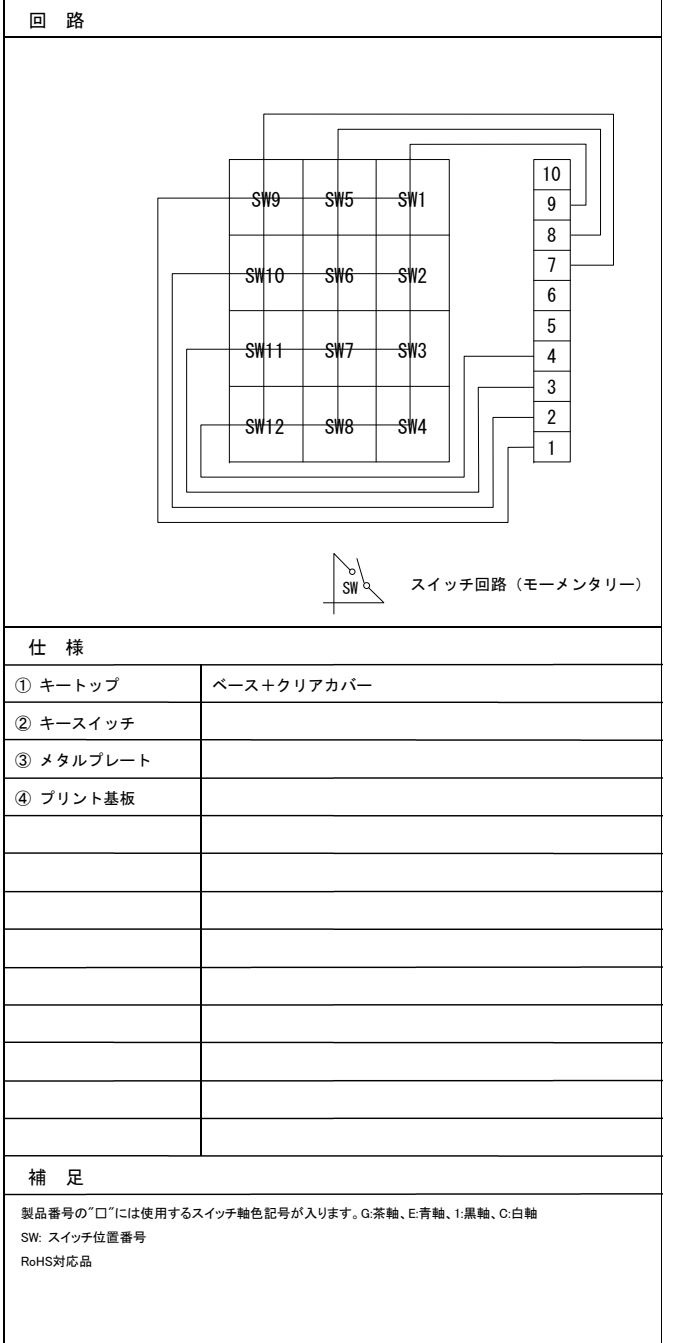 回 路
10
SW9 SW5 SW1
9
8
7
SW10 SW6 SW2
6
5
SW11 SW7 SW3
4
3
SW12 SW8 SW4
2
1
SW
スイッチ回路（モーメンタリー）
仕 様
① キートップ ベース＋クリアカバー
② キースイッチ
③ メタルプレート
④ プリント基板
補 足
製品番号の″□″には使用するスイッチ軸色記号が入ります。G:茶軸、E:青軸、1:黒軸、C:白軸
SW: スイッチ位置番号
RoHS対応品